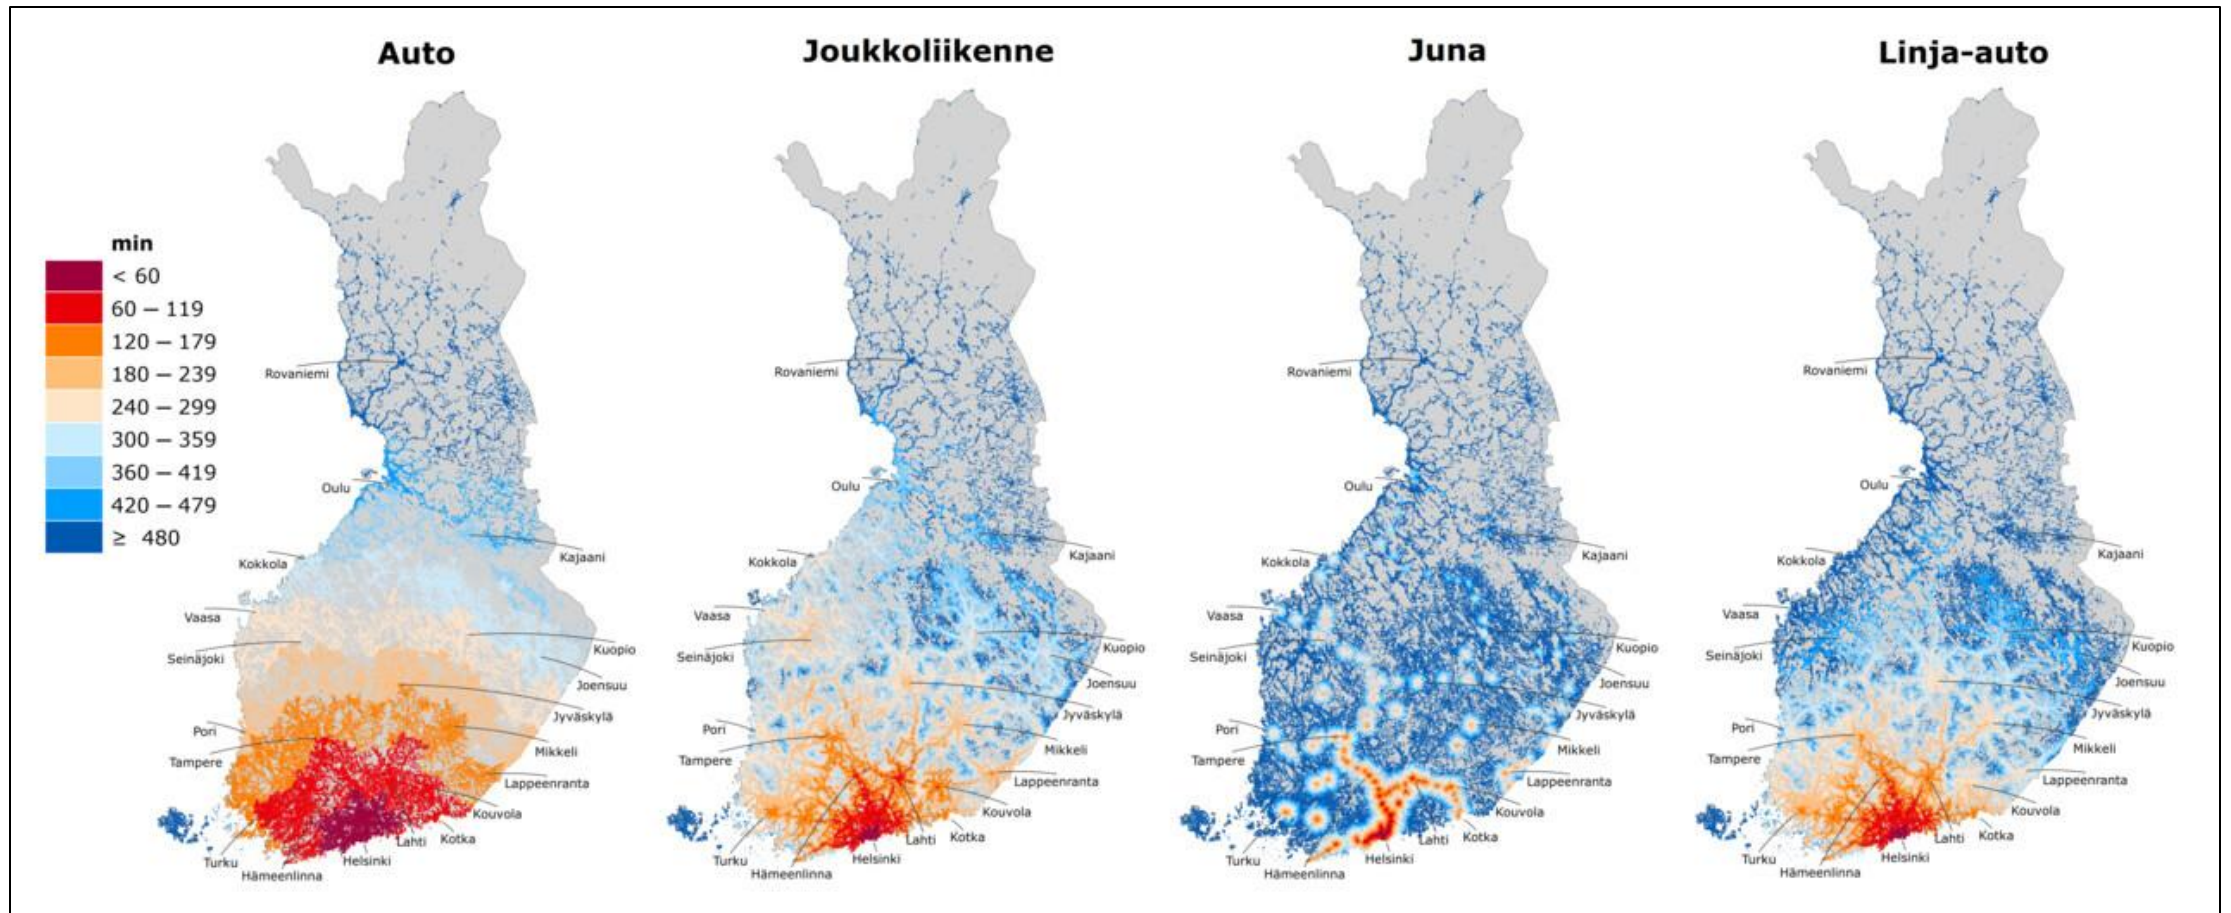 Auto
Joukkoliikenne
Juna
Linja-auto
min
< 60
60 – 119
120 – 179
180 – 239
240 – 299
300 – 359
360 – 419
420 – 479
≥ 480
Rovaniemi
Oulu
Kajaani
Kokkola
Vaasa
Seinäjoki
Kuopio
Joensuu
Jyväskylä
Pori
Mikkeli
Tampere
Lappeenranta
Kouvola
Kotka
Lahti
Helsinki
Turku
Hämeenlinna
Rovaniemi
Oulu
Kajaani
Kokkola
Vaasa
Seinäjoki
Kuopio
Joensuu
Jyväskylä
Pori
Mikkeli
Tampere
Lappeenranta
Kouvola
Kotka
Lahti
Helsinki
Turku
Hämeenlinna
Rovaniemi
Oulu
Kajaani
Kokkola
Vaasa
Seinäjoki
Kuopio
Joensuu
Jyväskylä
Pori
Mikkeli
Tampere
Lappeenranta
Kouvola
Kotka
Lahti
Helsinki
Turku
Hämeenlinna
Rovaniemi
Oulu
Kajaani
Kokkola
Vaasa
Seinäjoki
Kuopio
Joensuu
Jyväskylä
Pori
Mikkeli
Tampere
Lappeenranta
Kouvola
Kotka
Lahti
Helsinki
Turku
Hämeenlinna